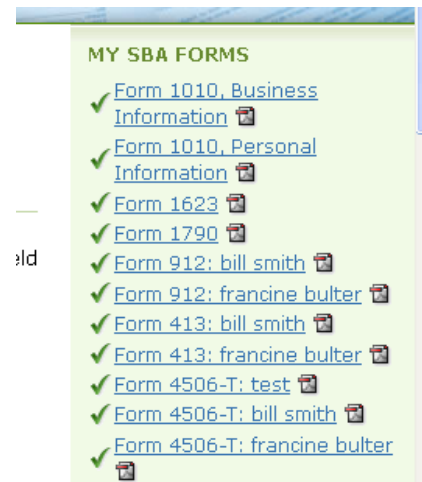 MY SBA FORMS
Form 1010, Business
Information
Form 1010, Personal
Information
Form 1623
Form 1790
eld
Form 912: bill smith
Form 912: francine bulter
Form 413: bill smith
Form 413: francine bulter
Form 4506-T: test
Form 4506-T: bill smith
Form 4506-T: francine bulter